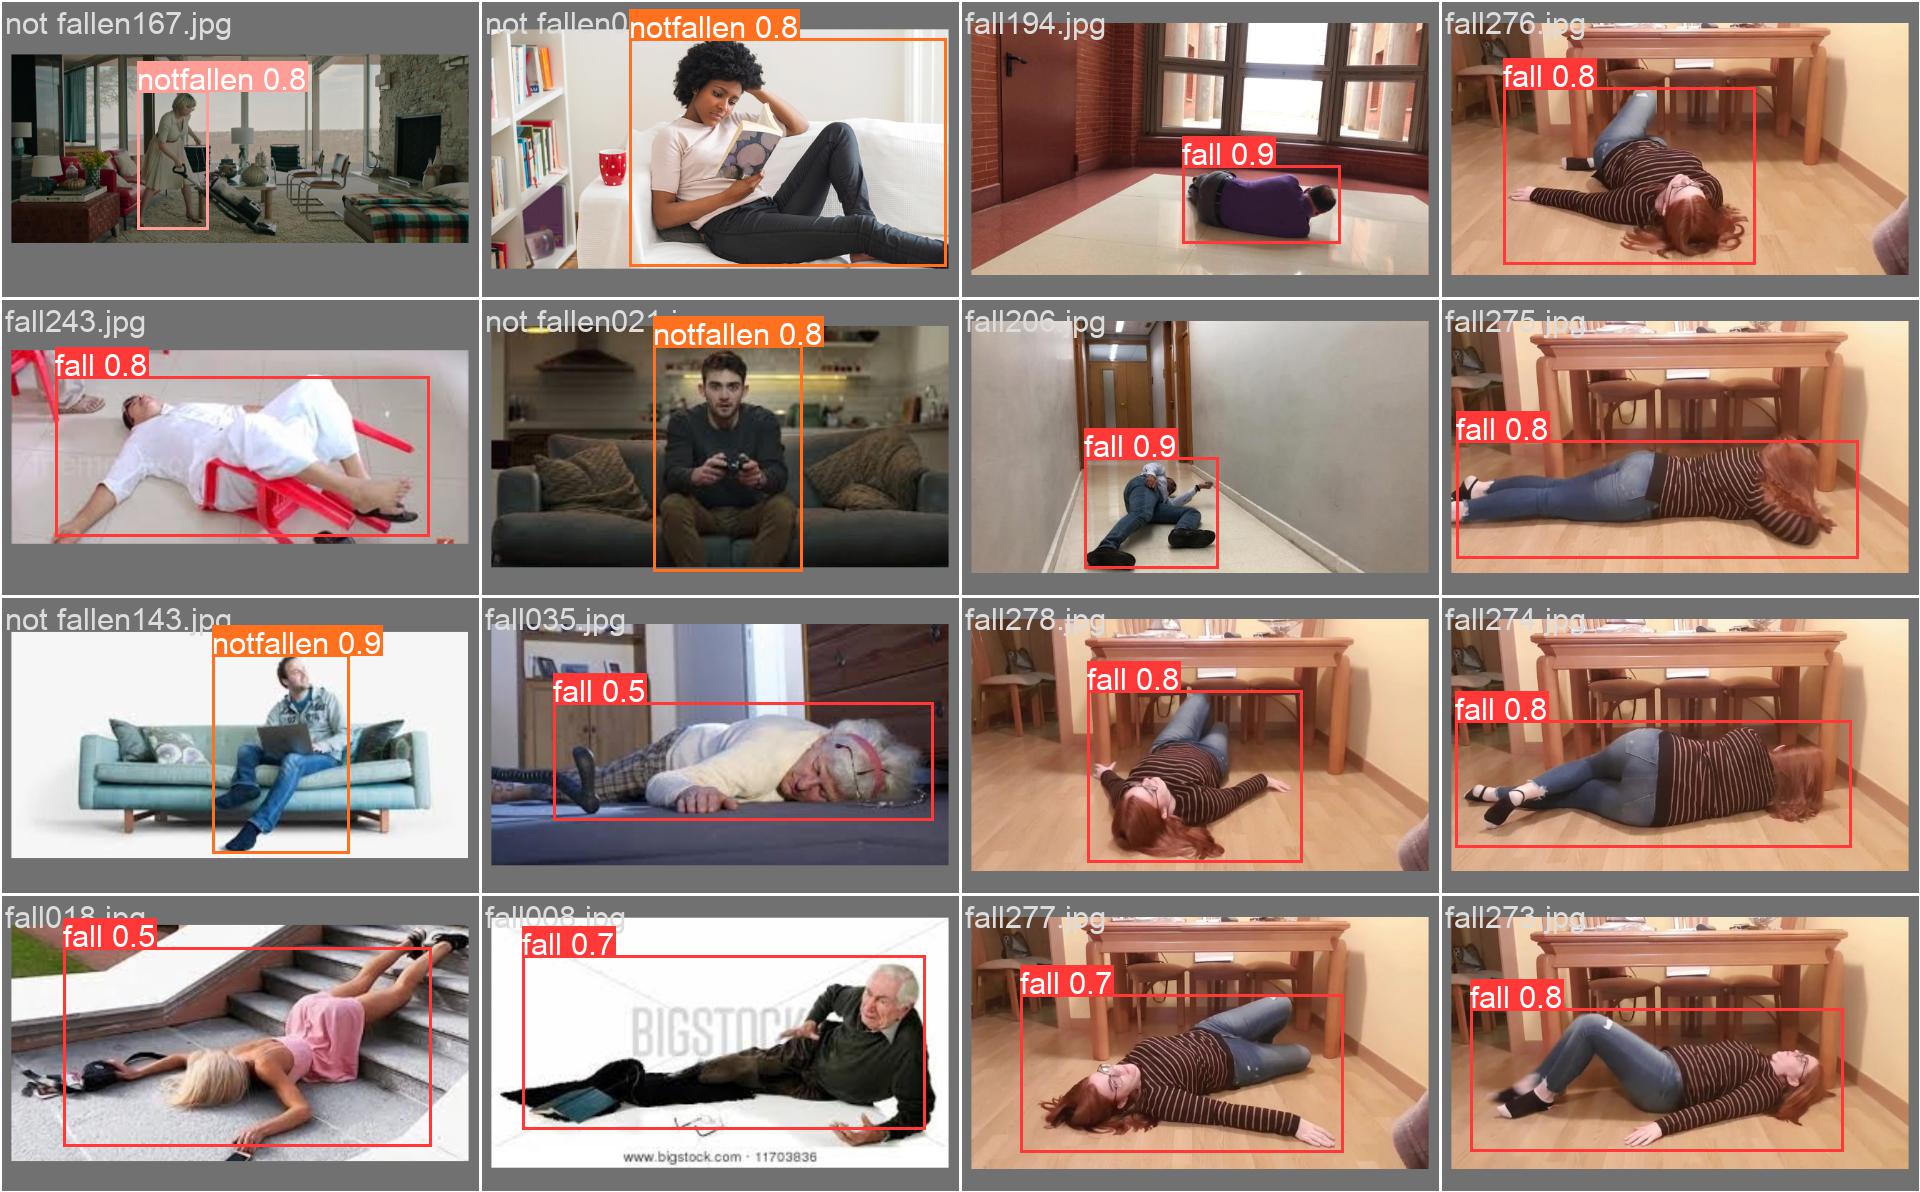 not fallen167.jpg
notfallen 0.8
not fallen0
notfallen 0.8
fall194.jpg
fall 0.9
fall276.jpg
fall 0.8
fall243.jpg
fall 0.8
not fallen021.j
notfallen 0.8
fall206.jpg
fall 0.9
fall275.jpg
fall 0.8
not fallen143.jpg
notfallen 0.9
fall035.jpg
fall 0.5
fall278.jpg
fall 0.8
fall274.jpg
fall 0.8
fall018.jpg
fall 0.5
fall008.jpg
fall 0.7
BIGSTOCK
www.bigstock.com · 11703836
fall277.jpg
fall 0.7
fall273.jpg
fall 0.8